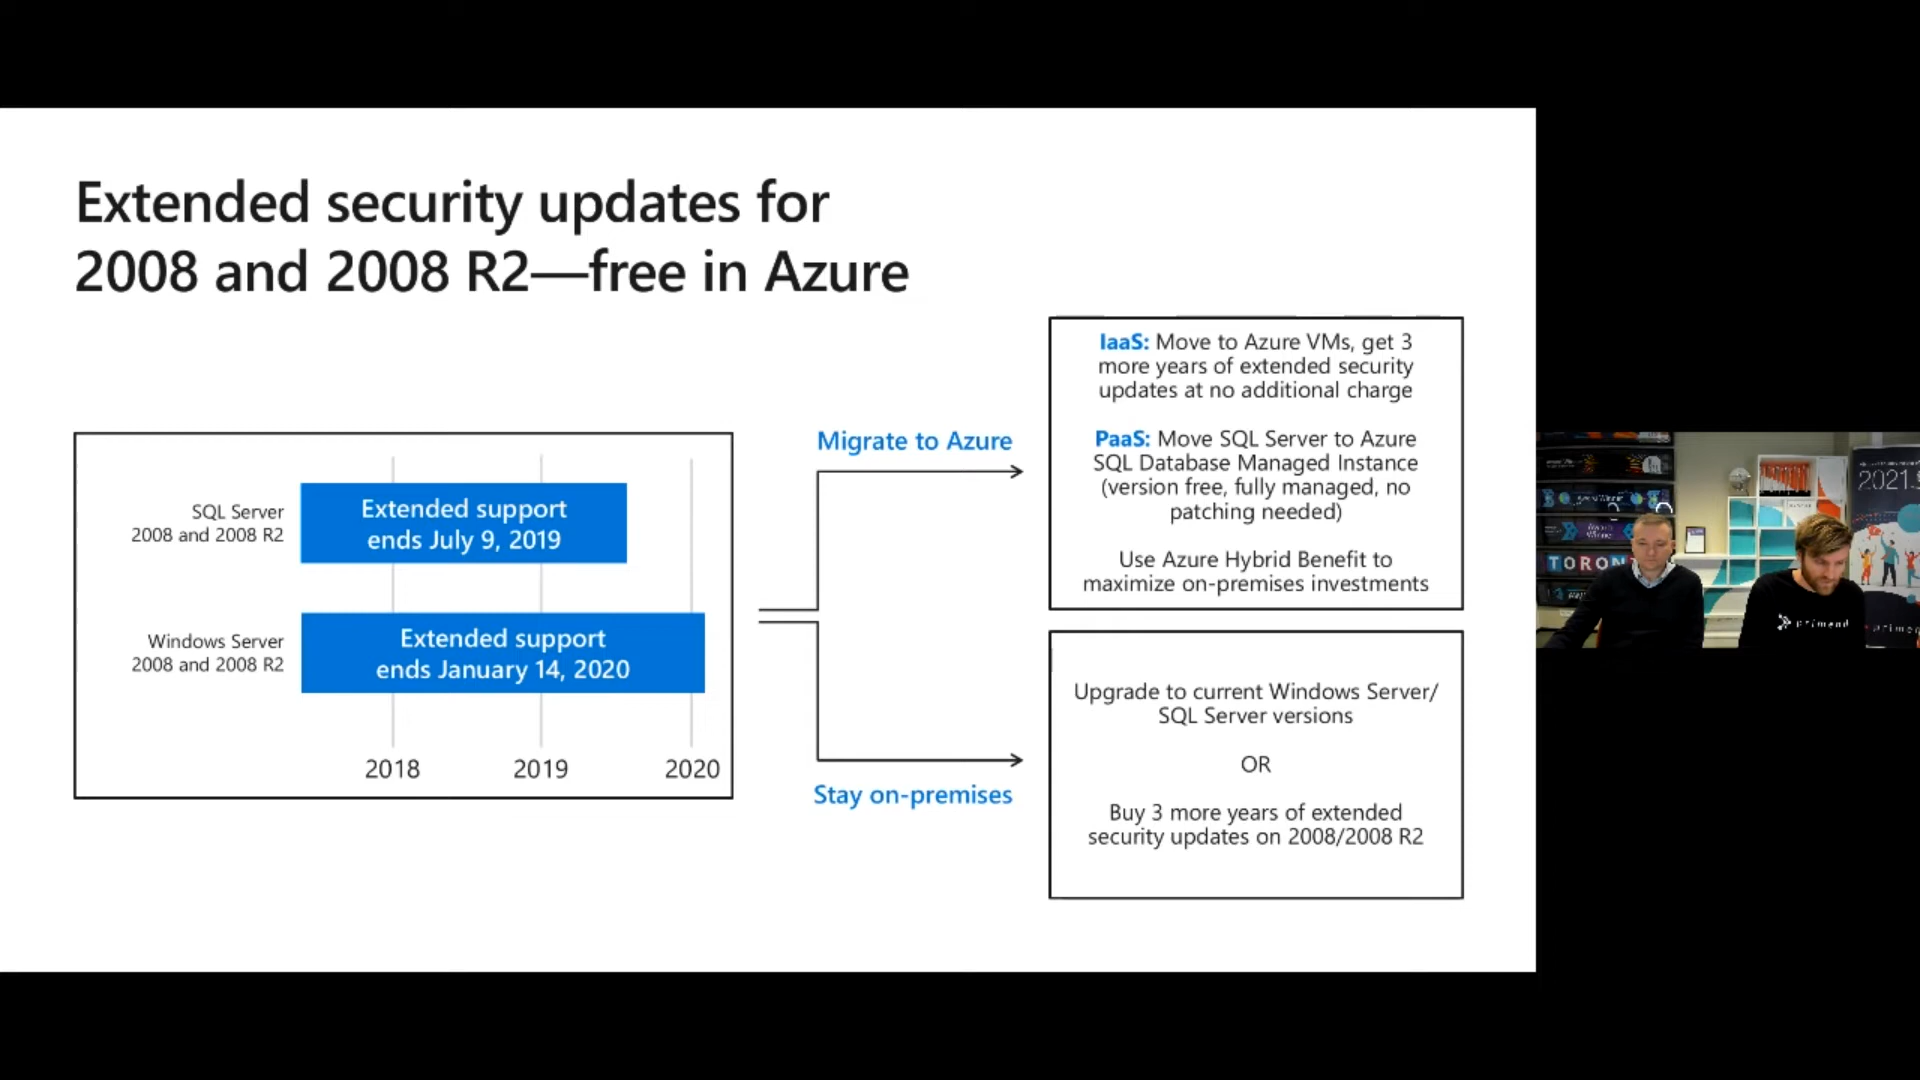 Extended security updates for
2008 and 2008 R2—free in Azure
SQL Server
2008 and 2008 R2
Extended support
ends July 9, 2019
Windows Server
2008 and 2008 R2
Extended support
ends January 14, 2020
2018
2019
2020
Migrate to Azure
Stay on-premises
IaaS: Move to Azure VMs, get 3
more years of extended security
updates at no additional charge
PaaS: Move SQL Server to Azure
SQL Database Managed Instance
(version free, fully managed, no
patching needed)
Use Azure Hybrid Benefit to
maximize on-premises investments
Upgrade to current Windows Server/
SQL Server versions
OR
Buy 3 more years of extended
security updates on 2008/2008 R2
2021
TORON
primend